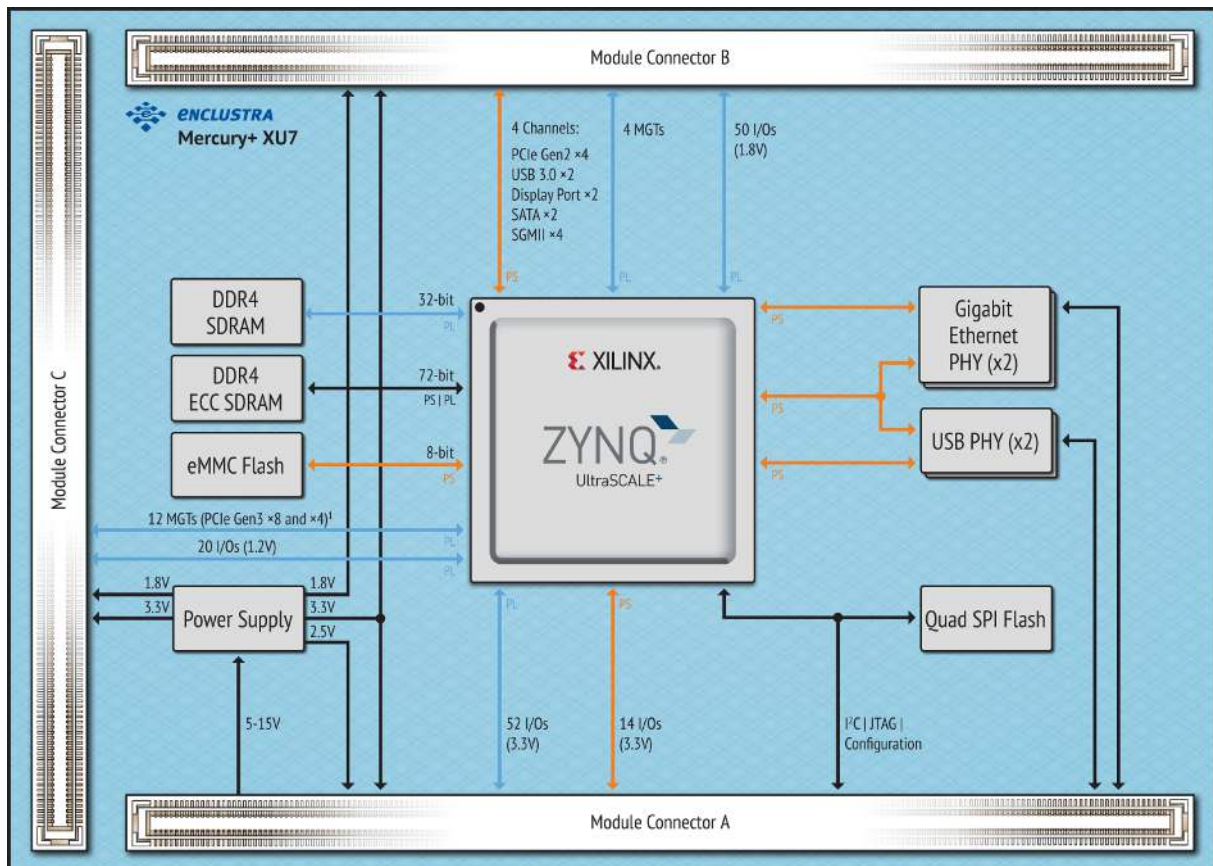 Module Connector B
ENCLUSTRA
Mercury+ XU7
4 Channels:
PCIe Gen2 ×4
USB 3.0 ×2
Display Port ×2
SATA ×2
SGMII ×4
4 MGTs
50 I/Os
(1.8V)
PS
PL
PL
Module Connector C
DDR4
SDRAM
32-bit
PL
DDR4
ECC SDRAM
72-bit
PS | PL
eMMC Flash
8-bit
PS
12 MGTs (PCIe Gen3 ×8 and ×4)¹
PL
20 I/Os (1.2V)
PL
XILINX.
ZYNQ®
UltraSCALE+
PS
Gigabit
Ethernet
PHY (x2)
PS
USB PHY (x2)
PS
1.8V
3.3V
Power Supply
1.8V
3.3V
2.5V
5-15V
PL
52 I/Os
(3.3V)
PS
14 I/Os
(3.3V)
Quad SPI Flash
I²C | JTAG |
Configuration
Module Connector A